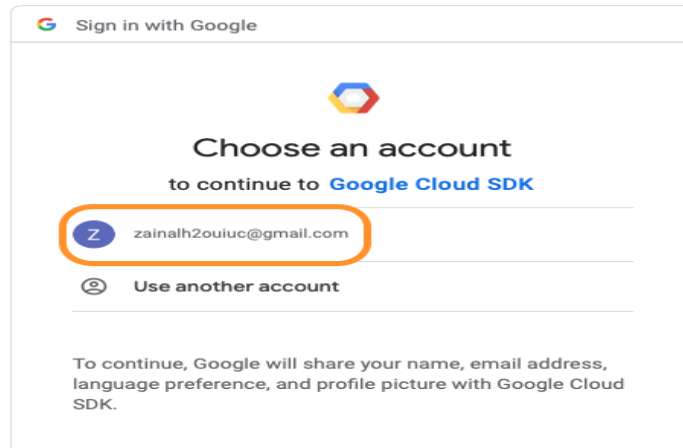 Sign in with Google
Choose an account
to continue to Google Cloud SDK
Z zainalh2ouiuc@gmail.com
Use another account
To continue, Google will share your name, email address,
language preference, and profile picture with Google Cloud
SDK.